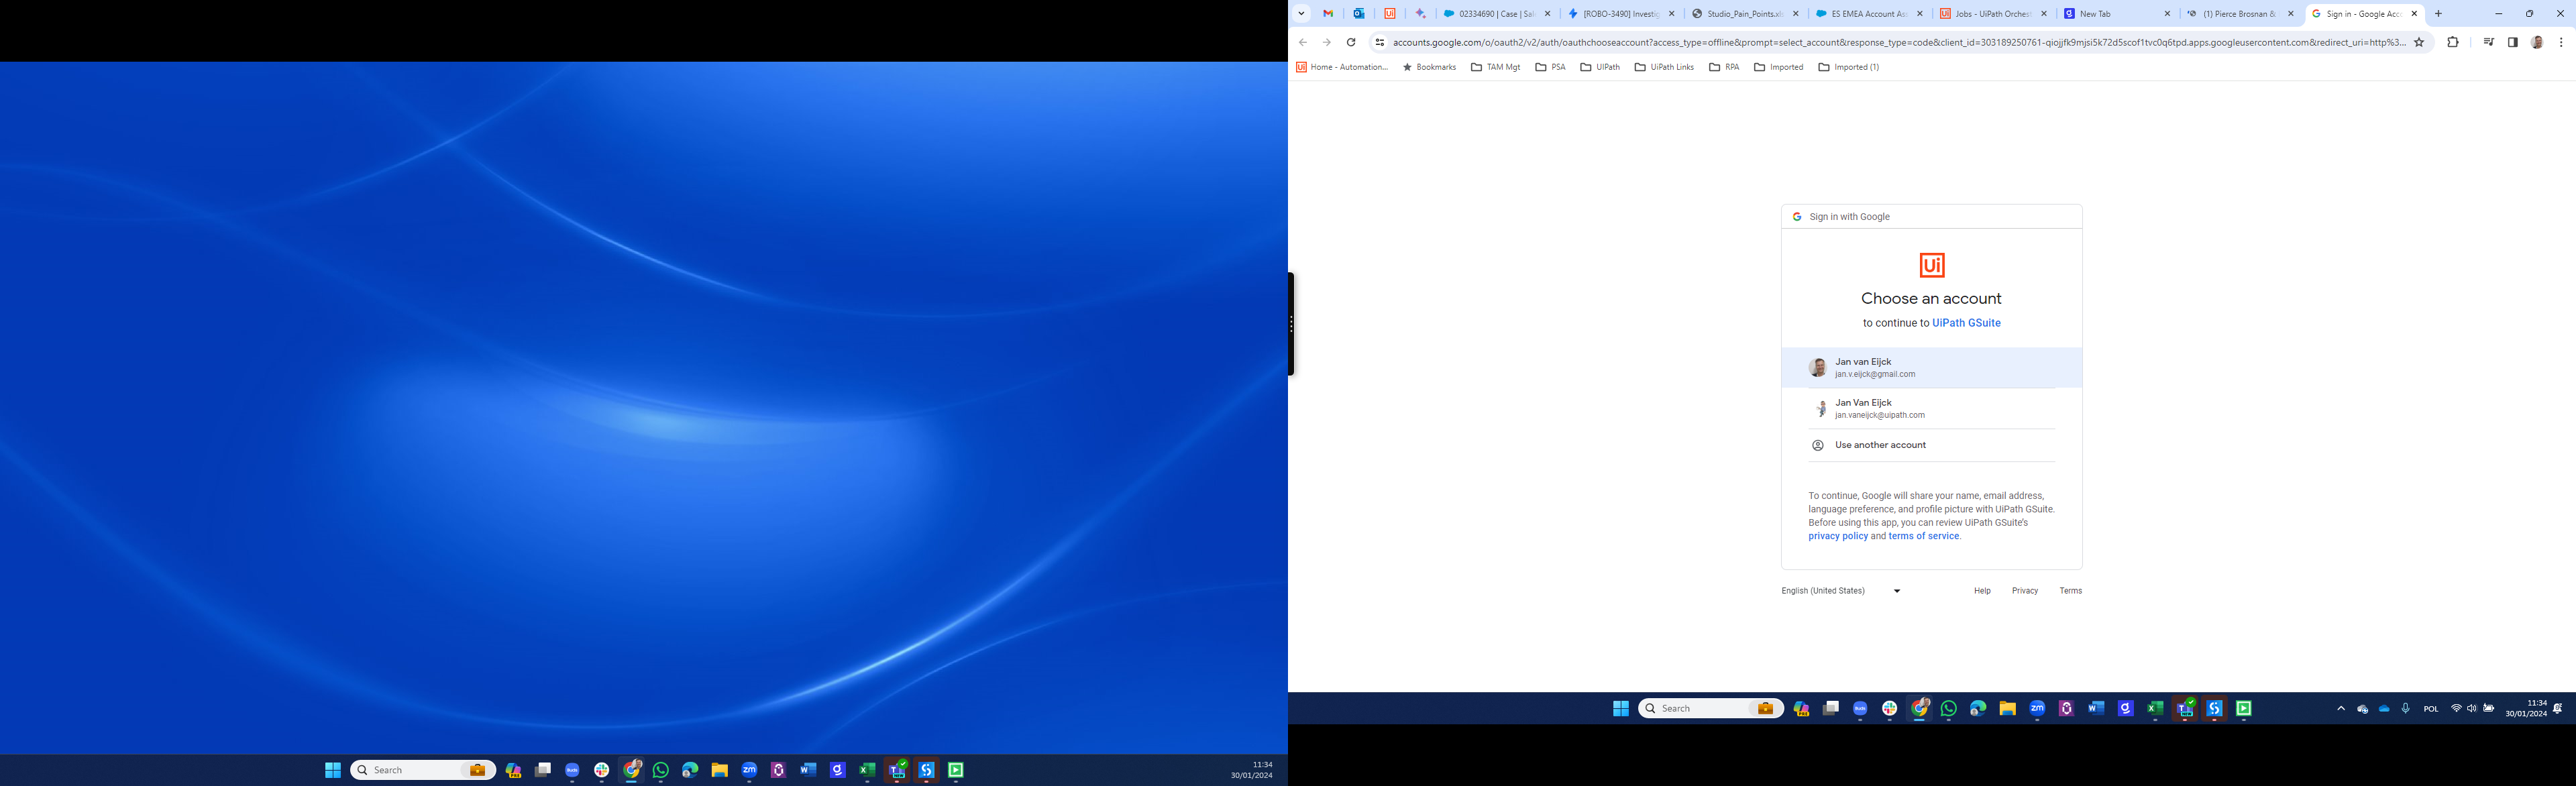 02334690 | Case | Sal
[ROBO-3490] Investig
Studio_Pain_Points.xls
ES EMEA Account Ass
Jobs - UiPath Orchest
New Tab
(1) Pierce Brosnan &
Sign in - Google Acco
accounts.google.com/o/oauth2/v2/auth/oauthchooseaccount?access_type=offline&prompt=select_account&response_type=code&client_id=303189250761-qiojjfk9mjsi5k72d5scof1tvc0q6tpd.apps.googleusercontent.com&redirect_uri=http%3...
Home - Automation...
Bookmarks
TAM Mgt
PSA
UIPath
UiPath Links
RPA
Imported
Imported (1)
Sign in with Google
Ui
Choose an account
to continue to UiPath GSuite
Jan van Eijck
jan.v.eijck@gmail.com
Jan Van Eijck
jan.vaneijck@uipath.com
Use another account
To continue, Google will share your name, email address,
language preference, and profile picture with UiPath GSuite.
Before using this app, you can review UiPath GSuite's
privacy policy and terms of service.
English (United States)
Help
Privacy
Terms
Search
POL
11:34
30/01/2024
Search
11:34
30/01/2024